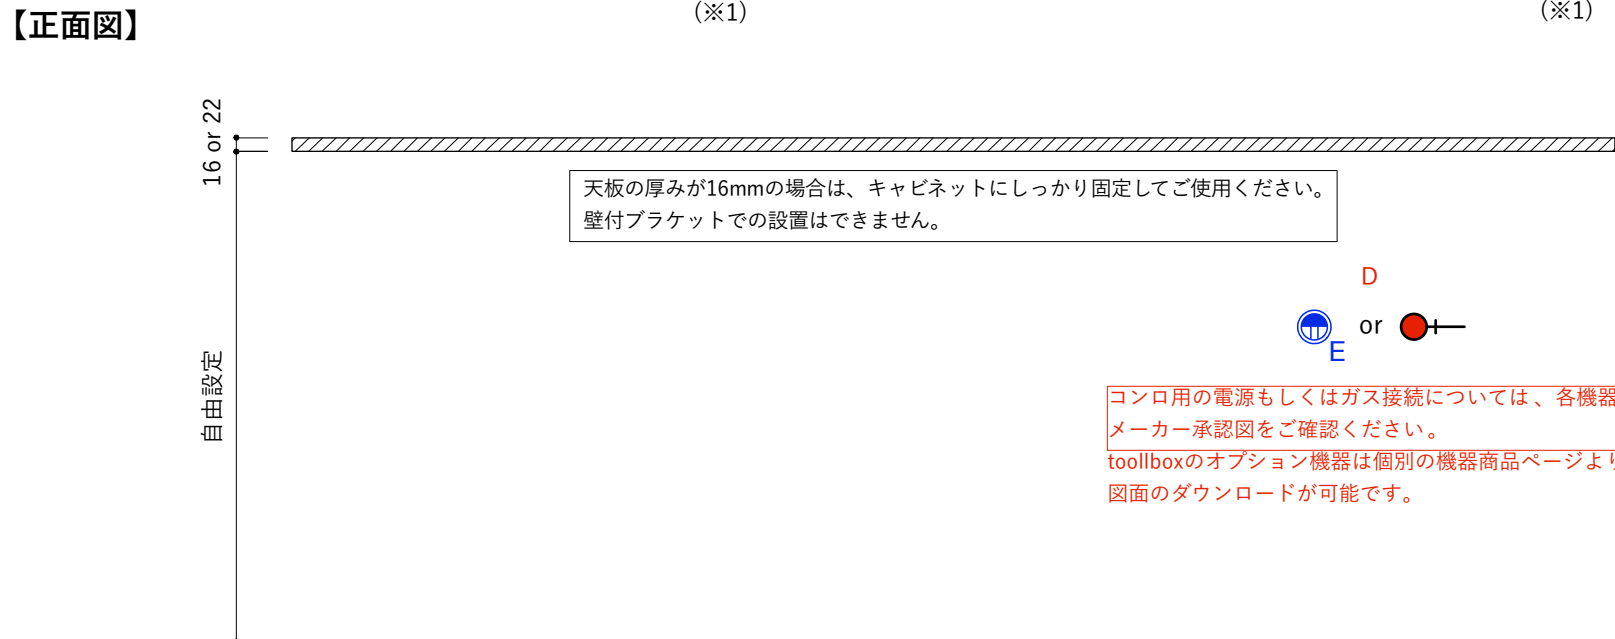 (※1)
(※1)
【正面図】
16 or 22
天板の厚みが16mmの場合は、キャビネットにしっかり固定してご使用ください。
壁付ブラケットでの設置はできません。
D
or
E
自由設定
コンロ用の電源もしくはガス接続については、各機器
メーカー承認図をご確認ください。
toollboxのオプション機器は個別の機器商品ページより
図面のダウンロードが可能です。